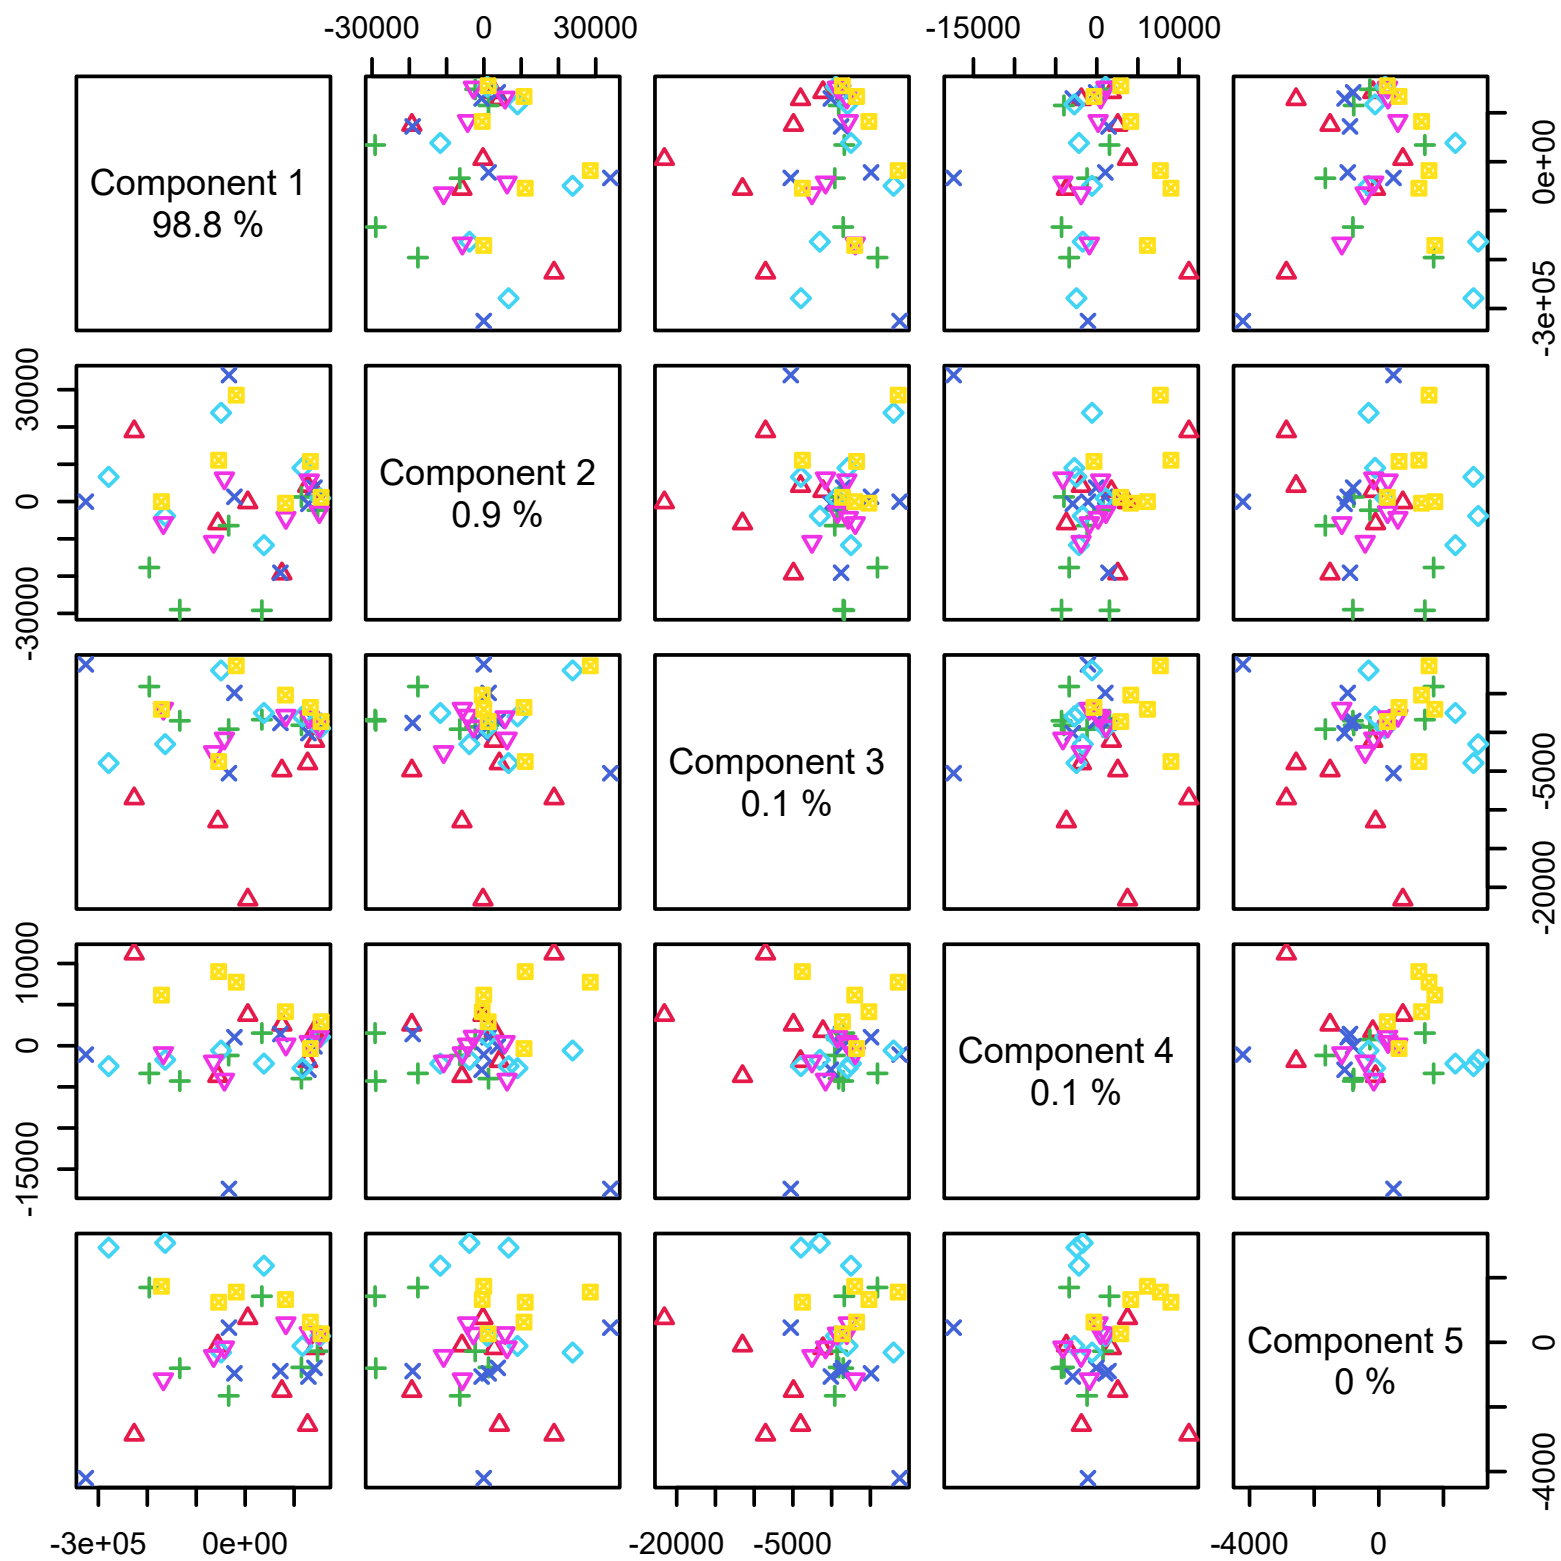 -30000 0 30000 -15000 0 10000
Component 1
98.8 %
0e+00
-3e+05
30000
0
-30000
Component 2
0.9 %
Component 3
0.1 %
-5000
-20000
10000
0
-15000
Component 4
0.1 %
Component 5
0 %
0
-4000
-3e+05 0e+00 -20000 -5000 -4000 0